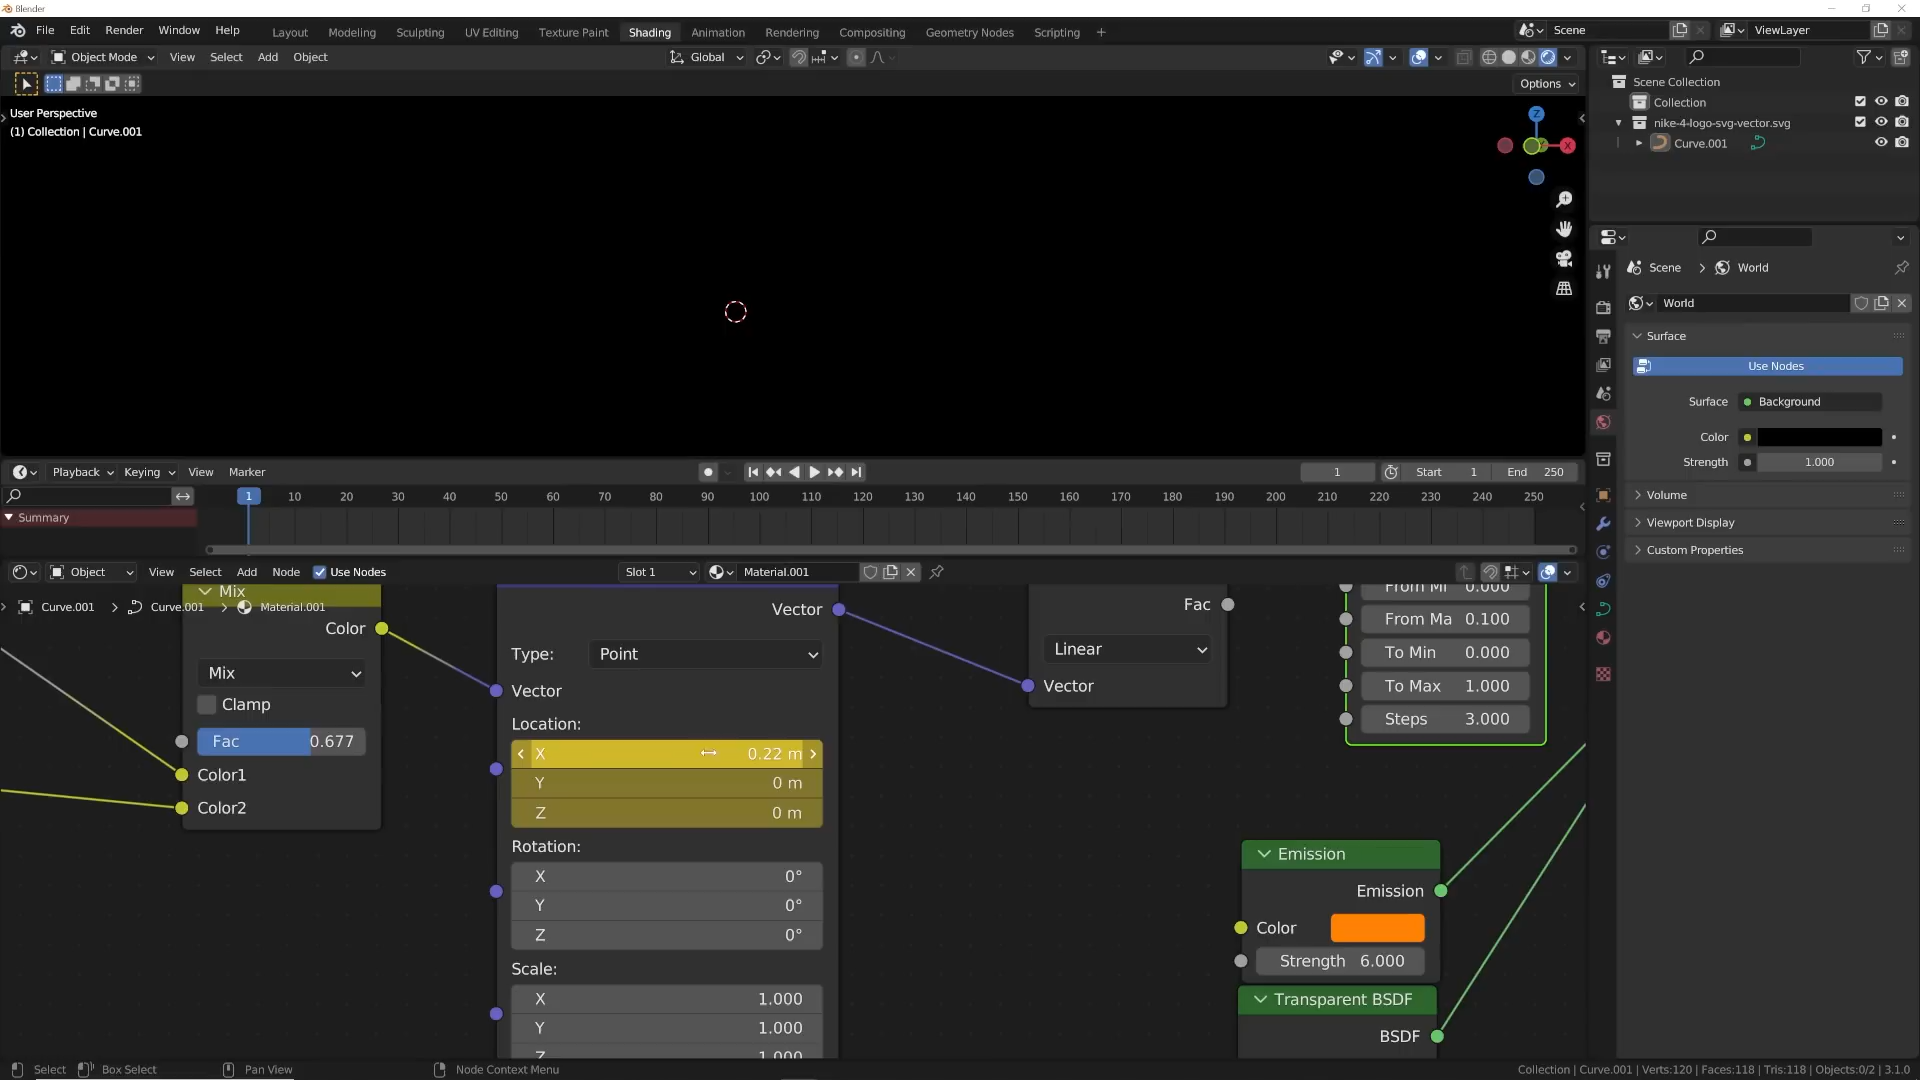 Blender
File Edit Render Window Help
Layout Modeling Sculpting UV Editing Texture Paint Shading Animation Rendering Compositing Geometry Nodes Scripting +
Scene
ViewLayer
Object Mode View Select Add Object
Global
Options
User Perspective
(1) Collection | Curve.001
Z
X
Scene Collection
Collection
nike-4-logo-svg-vector.svg
Curve.001
Scene > World
World
Surface
Use Nodes
Surface Background
Color
Strength 1.000
Volume
Viewport Display
Custom Properties
Playback Keying View Marker
1 Start 1 End 250
1 10 20 30 40 50 60 70 80 90 100 110 120 130 140 150 160 170 180 190 200 210 220 230 240 250
Summary
Object View Select Add Node Use Nodes
Slot 1 Material.001
Curve.001 > Curve.001 > Material.001
Mix
Color
Mix
Clamp
Fac 0.677
Color1
Color2
Vector
Type: Point
Vector
Location:
X 0.22 m
Y 0 m
Z 0 m
Rotation:
X 0°
Y 0°
Z 0°
Scale:
X 1.000
Y 1.000
Z 1.000
Fac
Linear
Vector
From Mi 0.000
From Ma 0.100
To Min 0.000
To Max 1.000
Steps 3.000
Emission
Emission
Color
Strength 6.000
Transparent BSDF
BSDF
Select Box Select Pan View Node Context Menu
Collection | Curve.001 | Verts:120 | Faces:118 | Tris:118 | Objects:0/2 | 3.1.0